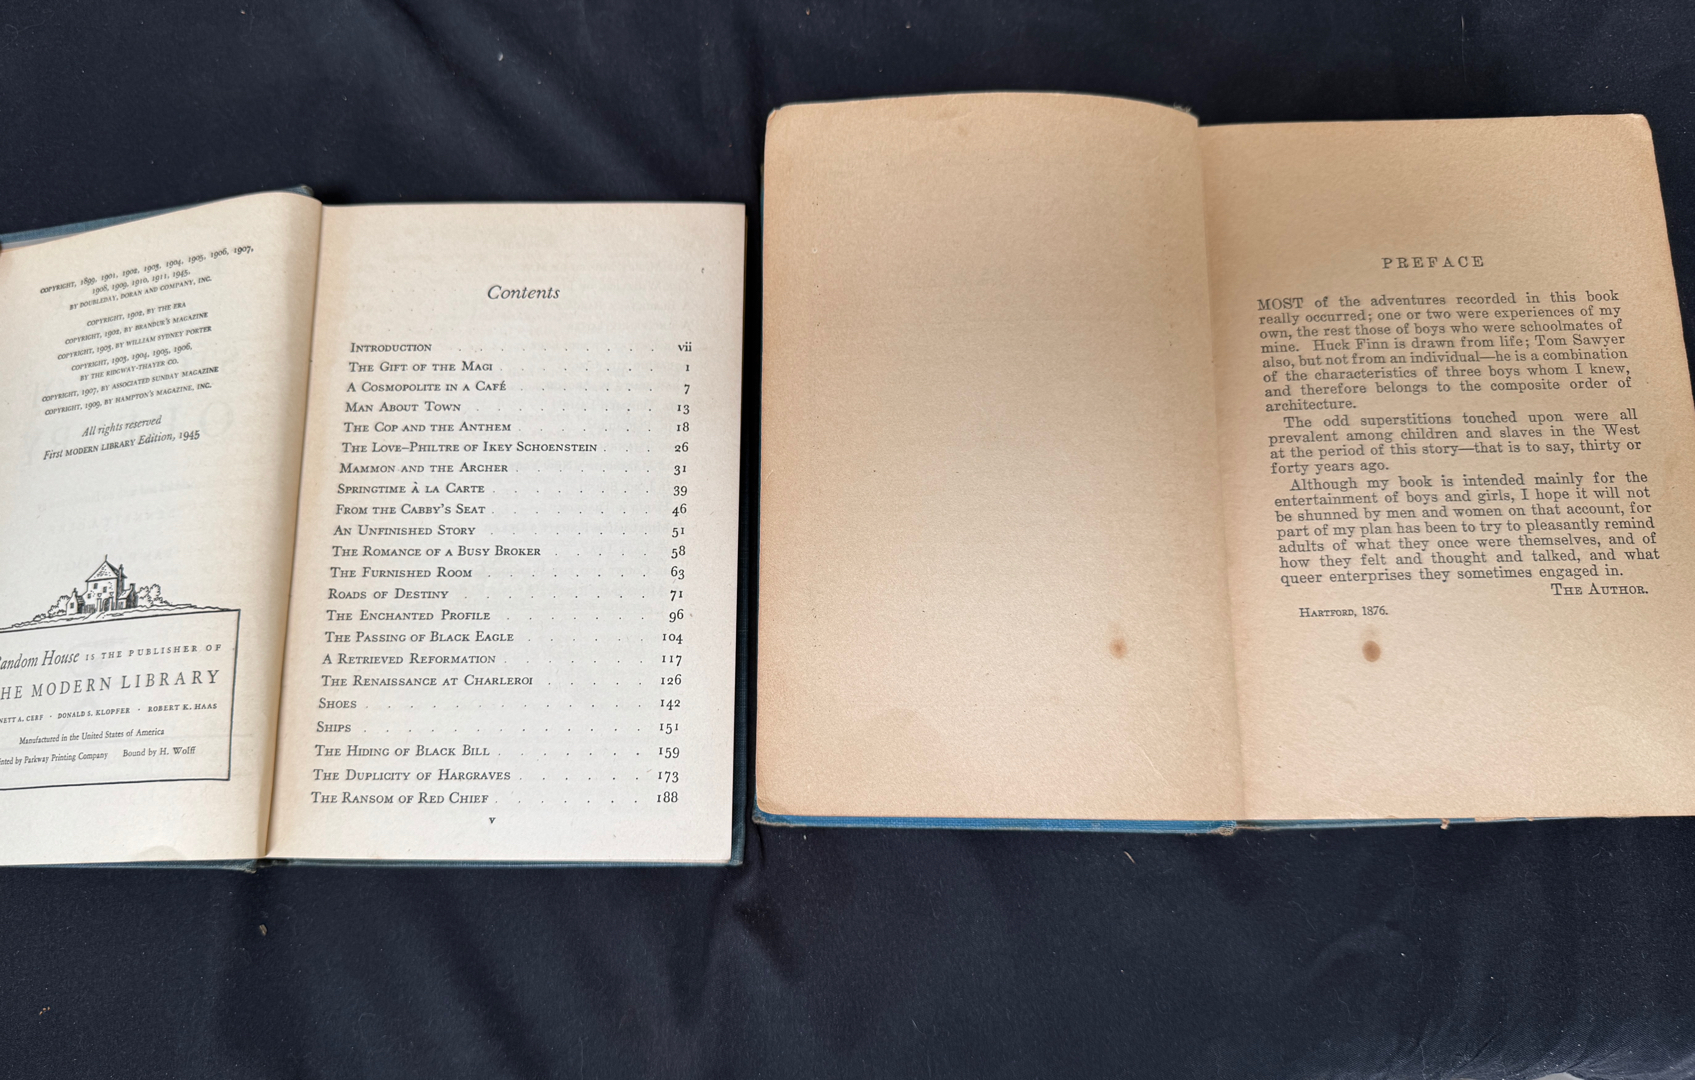 COPYRIGHT, 1899, 1901, 1902, 1903, 1904, 1905, 1906, 1907,
1908, 1909, 1910, 1911, 1945,
BY DOUBLEDAY, DORAN AND COMPANY, INC.
COPYRIGHT, 1902, BY THE ERA
COPYRIGHT, 1902, BY BRANDUR'S MAGAZINE
COPYRIGHT, 1905, BY WILLIAM SYDNEY PORTER
COPYRIGHT, 1903, 1904, 1905, 1906,
BY THE RIDGWAY-THAYER CO.
COPYRIGHT, 1907, BY ASSOCIATED SUNDAY MAGAZINE
COPYRIGHT, 1909, BY HAMPTON'S MAGAZINE, INC.
All rights reserved
First MODERN LIBRARY Edition, 1945
Random House IS THE PUBLISHER OF
THE MODERN LIBRARY
NETT A. CERF · DONALD S. KLOPFER · ROBERT K. HAAS
Manufactured in the United States of America
nted by Parkway Printing Company Bound by H. Wolff
Contents
INTRODUCTION . . . . . . . . . . vii
THE GIFT OF THE MAGI . . . . . . . 1
A COSMOPOLITE IN A CAFÉ . . . . . . 7
MAN ABOUT TOWN . . . . . . . . 13
THE COP AND THE ANTHEM . . . . . . 18
THE LOVE-PHILTRE OF IKEY SCHOENSTEIN . . . 26
MAMMON AND THE ARCHER . . . . . . 31
SPRINGTIME À LA CARTE . . . . . . . 39
FROM THE CABBY'S SEAT . . . . . . . 46
AN UNFINISHED STORY . . . . . . . 51
THE ROMANCE OF A BUSY BROKER . . . . . 58
THE FURNISHED ROOM . . . . . . . 63
ROADS OF DESTINY . . . . . . . . 71
THE ENCHANTED PROFILE . . . . . . . 96
THE PASSING OF BLACK EAGLE . . . . . . 104
A RETRIEVED REFORMATION . . . . . . 117
THE RENAISSANCE AT CHARLEROI . . . . . 126
SHOES . . . . . . . . . . . . 142
SHIPS . . . . . . . . . . . . 151
THE HIDING OF BLACK BILL . . . . . . 159
THE DUPLICITY OF HARGRAVES . . . . . . 173
THE RANSOM OF RED CHIEF . . . . . . . 188
v
PREFACE
MOST of the adventures recorded in this book
really occurred; one or two were experiences of my
own, the rest those of boys who were schoolmates of
mine. Huck Finn is drawn from life; Tom Sawyer
also, but not from an individual—he is a combination
of the characteristics of three boys whom I knew,
and therefore belongs to the composite order of
architecture.
The odd superstitions touched upon were all
prevalent among children and slaves in the West
at the period of this story—that is to say, thirty or
forty years ago.
Although my book is intended mainly for the
entertainment of boys and girls, I hope it will not
be shunned by men and women on that account, for
part of my plan has been to try to pleasantly remind
adults of what they once were themselves, and of
how they felt and thought and talked, and what
queer enterprises they sometimes engaged in.
THE AUTHOR.
HARTFORD, 1876.